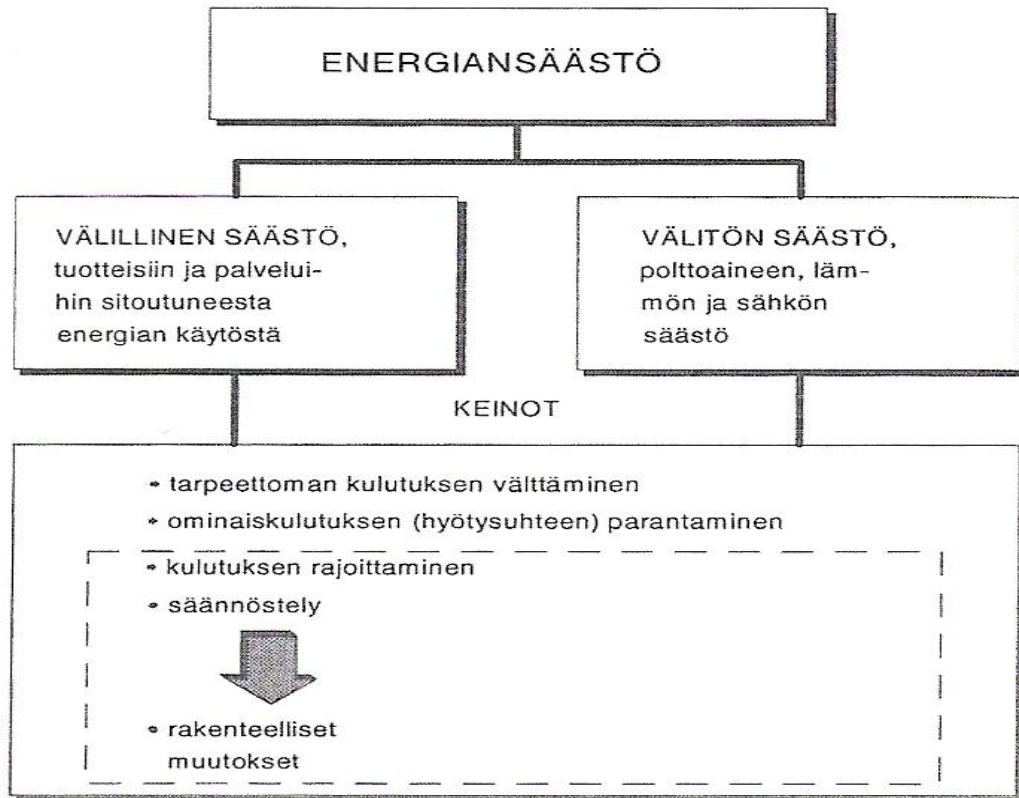 ENERGIANSÄÄSTÖ
VÄLILLINEN SÄÄSTÖ,
tuotteisiin ja palvelui-
hin sitoutuneesta
energian käytöstä
VÄLITÖN SÄÄSTÖ,
polttoaineen, läm-
mön ja sähkön
säästö
KEINOT
• tarpeettoman kulutuksen välttäminen
• ominaiskulutuksen (hyötysuhteen) parantaminen
• kulutuksen rajoittaminen
• säännöstely
• rakenteelliset
muutokset